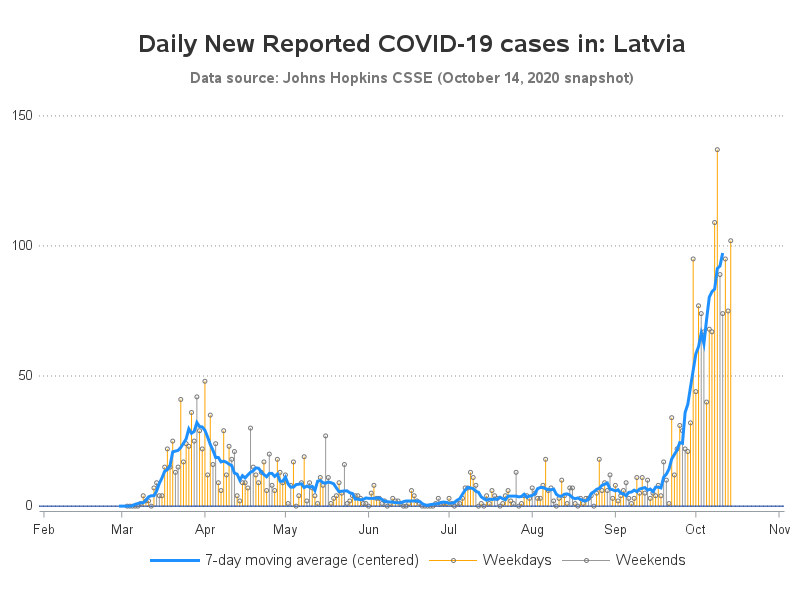 Daily New Reported COVID-19 cases in: Latvia
Data source: Johns Hopkins CSSE (October 14, 2020 snapshot)
150
100
50
0
Feb Mar Apr May Jun Jul Aug Sep Oct Nov
7-day moving average (centered) Weekdays Weekends